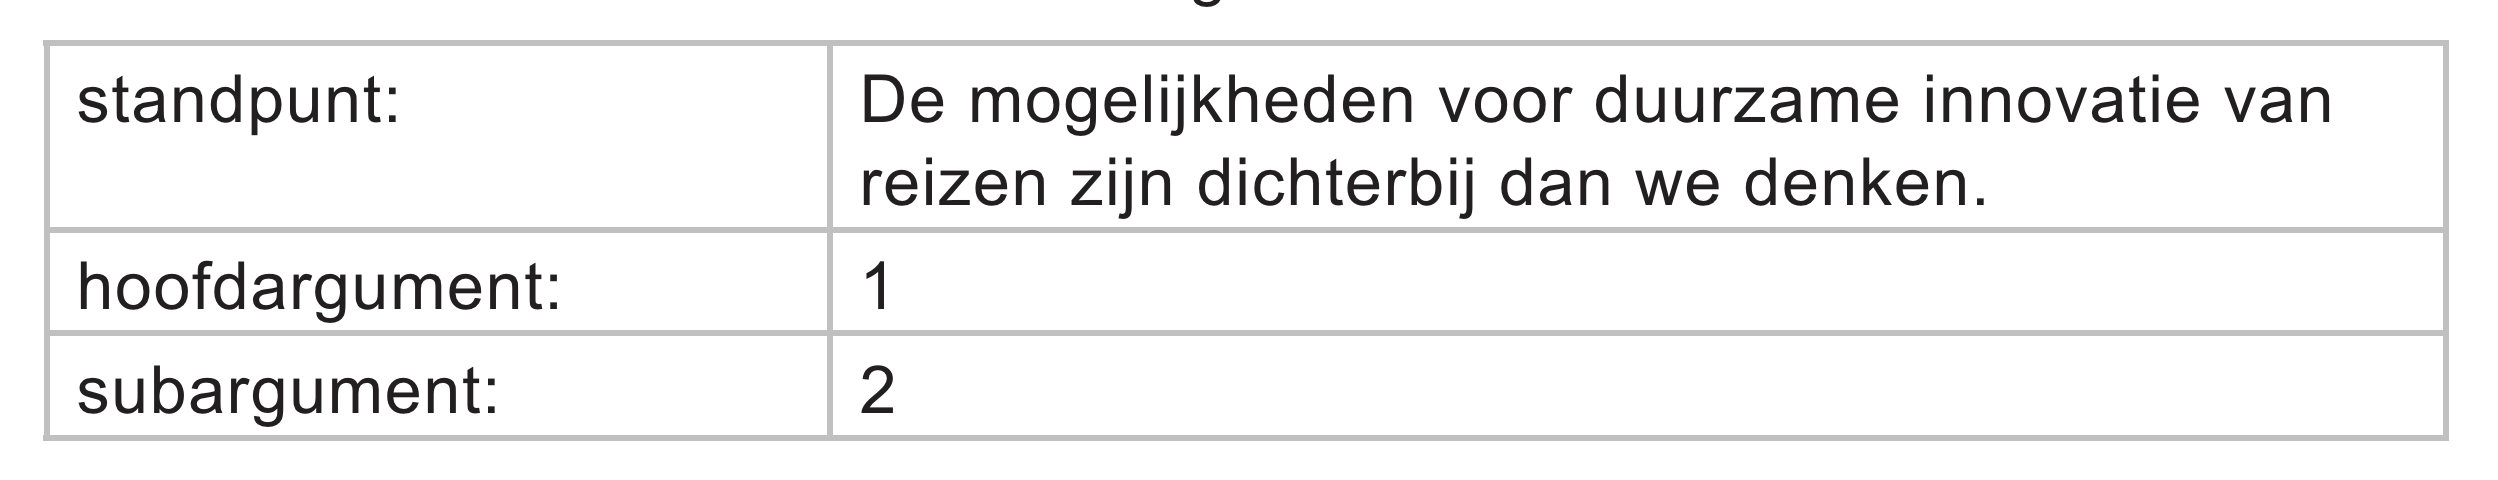 standpunt:
De mogelijkheden voor duurzame innovatie van
reizen zijn dichterbij dan we denken.
hoofdargument:
1
subargument:
2